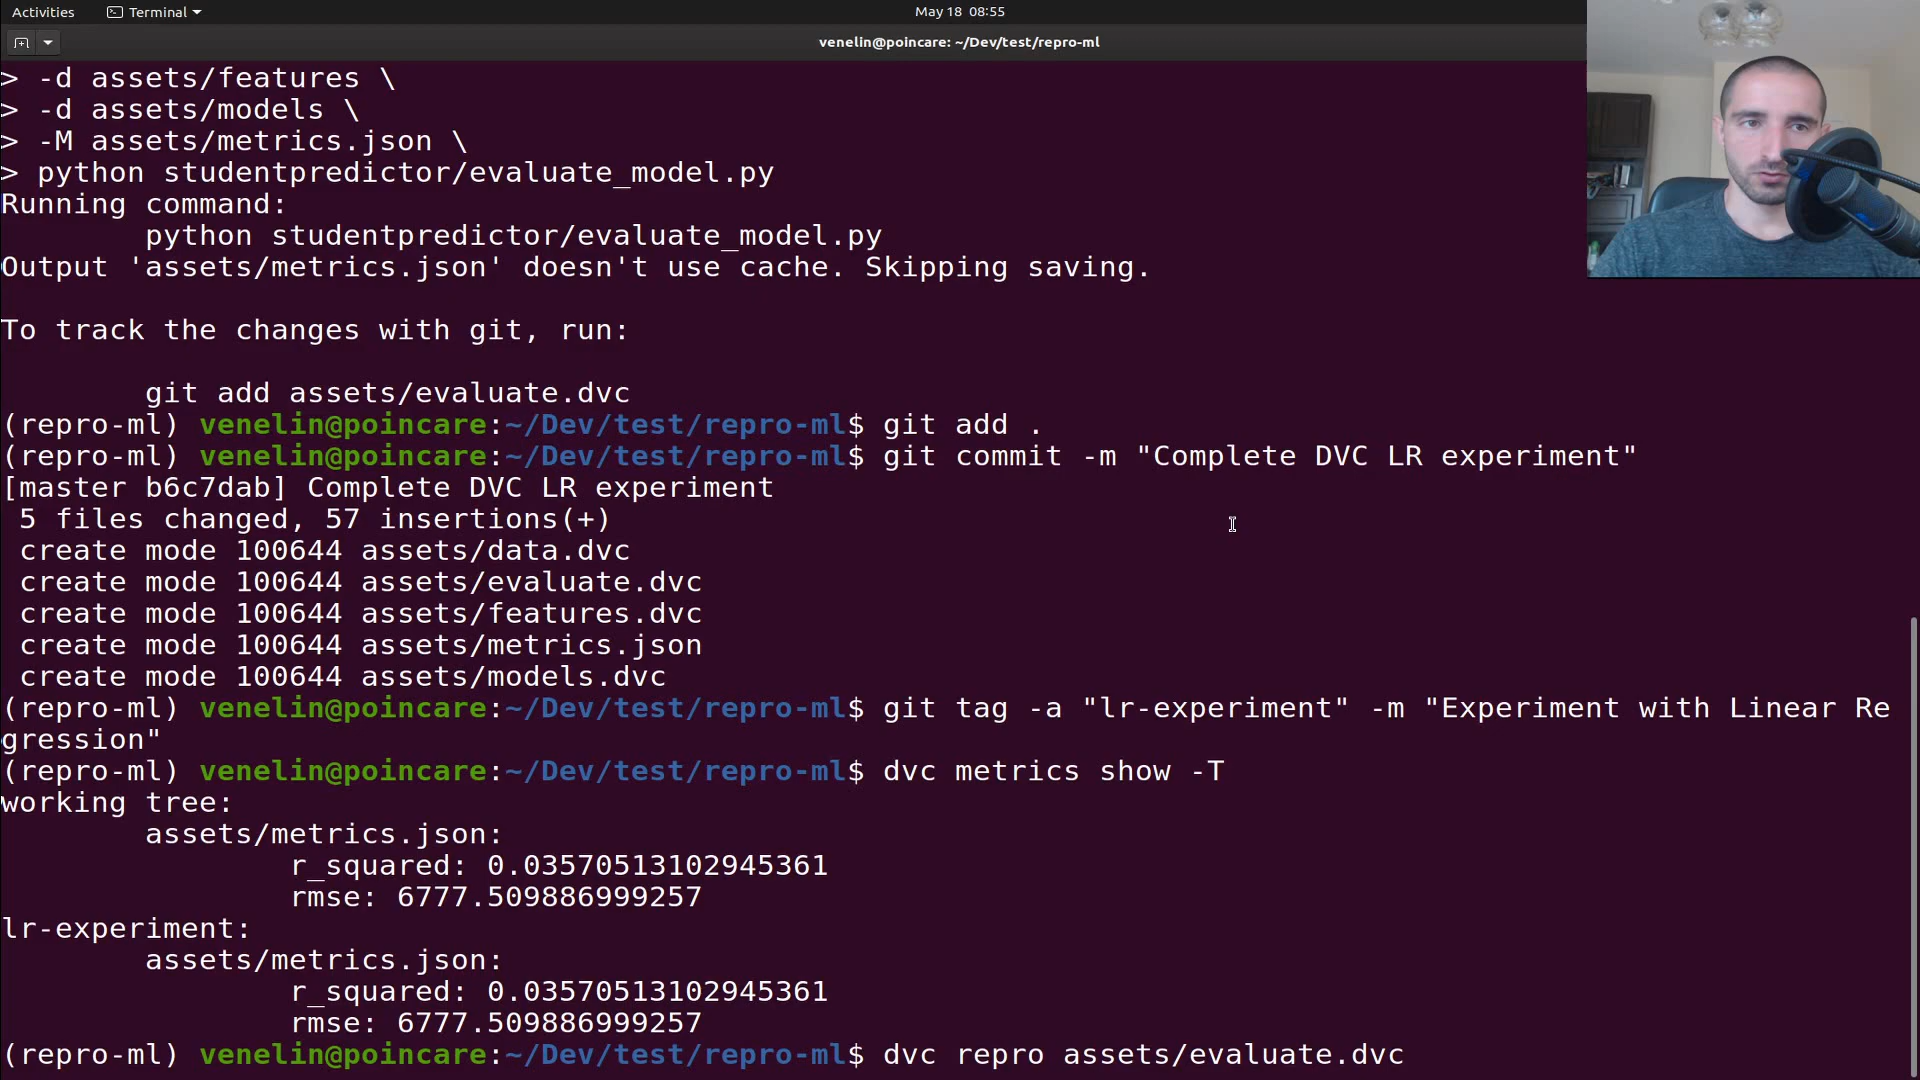 Activities
Terminal
May 18 08:55
venelin@poincare: ~/Dev/test/repro-ml
> -d assets/features \
> -d assets/models \
> -M assets/metrics.json \
> python studentpredictor/evaluate_model.py
Running command:
python studentpredictor/evaluate_model.py
Output 'assets/metrics.json' doesn't use cache. Skipping saving.
To track the changes with git, run:
git add assets/evaluate.dvc
(repro-ml) venelin@poincare:~/Dev/test/repro-ml$ git add .
(repro-ml) venelin@poincare:~/Dev/test/repro-ml$ git commit -m "Complete DVC LR experiment"
[master b6c7dab] Complete DVC LR experiment
5 files changed, 57 insertions(+)
create mode 100644 assets/data.dvc
create mode 100644 assets/evaluate.dvc
create mode 100644 assets/features.dvc
create mode 100644 assets/metrics.json
create mode 100644 assets/models.dvc
(repro-ml) venelin@poincare:~/Dev/test/repro-ml$ git tag -a "lr-experiment" -m "Experiment with Linear Re
gression"
(repro-ml) venelin@poincare:~/Dev/test/repro-ml$ dvc metrics show -T
working tree:
assets/metrics.json:
r_squared: 0.03570513102945361
rmse: 6777.509886999257
lr-experiment:
assets/metrics.json:
r_squared: 0.03570513102945361
rmse: 6777.509886999257
(repro-ml) venelin@poincare:~/Dev/test/repro-ml$ dvc repro assets/evaluate.dvc